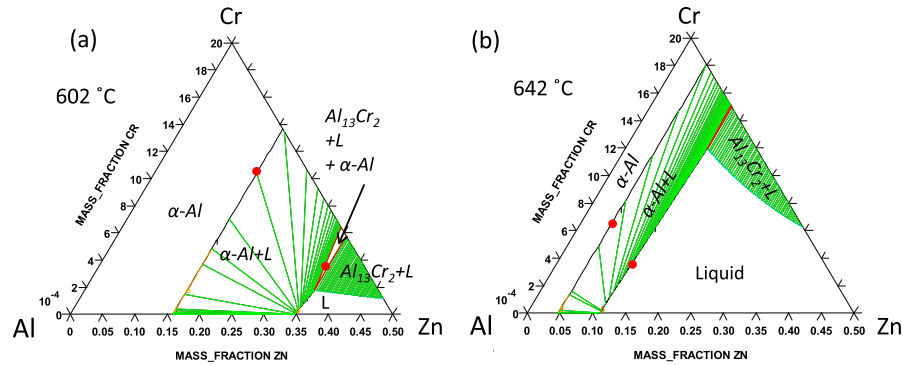 (a)
Cr
602 ˚C
20
18
16
14
12
10
8
6
4
2
10⁻⁴
0
MASS_FRACTION CR
Al₁₃Cr₂
+L
+ α-Al
α-Al
α-Al+L
Al₁₃Cr₂+L
L
Al
Zn
0
0.05
0.10
0.15
0.20
0.25
0.30
0.35
0.40
0.45
0.50
MASS_FRACTION ZN
(b)
Cr
642 ˚C
20
18
16
14
12
10
8
6
4
2
10⁻⁴
0
MASS_FRACTION CR
α-Al
α-Al+L
Al₁₃Cr₂+L
Liquid
Al
Zn
0
0.05
0.10
0.15
0.20
0.25
0.30
0.35
0.40
0.45
0.50
MASS_FRACTION ZN